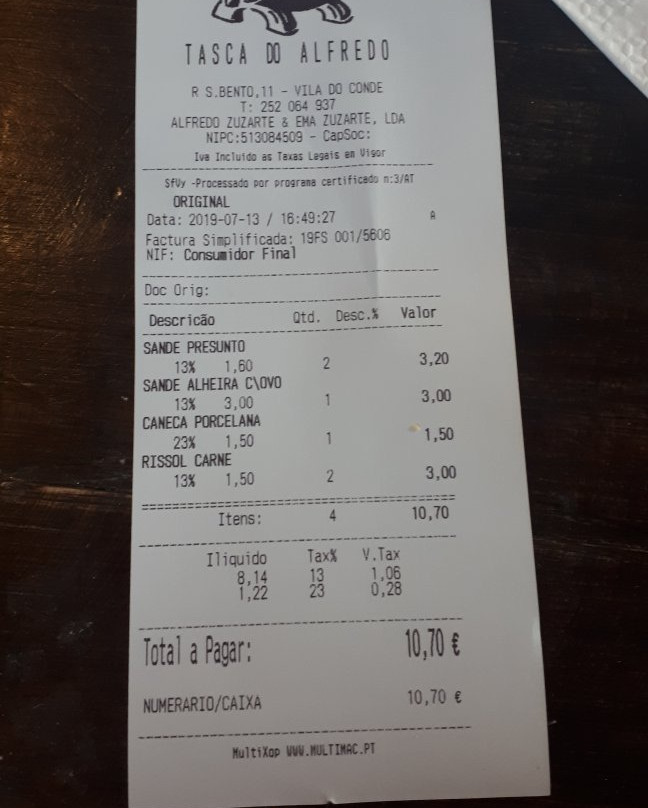 TASCA DO ALFREDO
R S.BENTO,11 - VILA DO CONDE
T: 252 064 937
ALFREDO ZUZARTE & EMA ZUZARTE, LDA
NIPC:513084509 - CapSoc:
Iva Incluido as Taxas Legais em Vigor
SfVy -Processado por programa certificado n:3/AT
ORIGINAL
Data: 2019-07-13 / 16:49:27 A
Factura Simplificada: 19FS 001/5606
NIF: Consumidor Final
Doc Orig:
Descricão Qtd. Desc.% Valor
SANDE PRESUNTO
13% 1,60 2 3,20
SANDE ALHEIRA C\OVO
13% 3,00 1 3,00
CANECA PORCELANA
23% 1,50 1 1,50
RISSOL CARNE
13% 1,50 2 3,00
Itens: 4 10,70
Iliquido Tax% V.Tax
8,14 13 1,06
1,22 23 0,28
Total a Pagar: 10,70 €
NUMERARIO/CAIXA 10,70 €
MultiXop WWW.MULTIMAC.PT